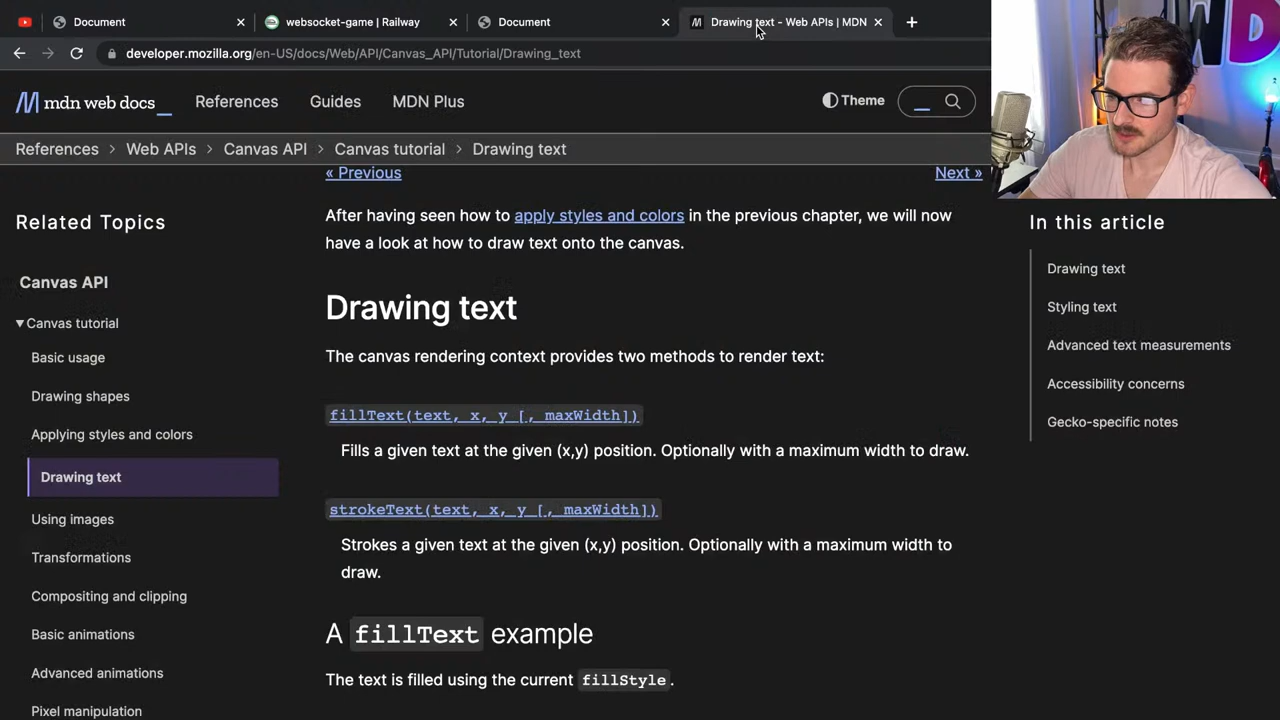 Document
websocket-game | Railway
Document
Drawing text - Web APIs | MDN
developer.mozilla.org/en-US/docs/Web/API/Canvas_API/Tutorial/Drawing_text
mdn web docs_
References
Guides
MDN Plus
Theme
References
Web APIs
Canvas API
Canvas tutorial
Drawing text
« Previous
Next »
After having seen how to apply styles and colors in the previous chapter, we will now
have a look at how to draw text onto the canvas.
Related Topics
Canvas API
Canvas tutorial
Basic usage
Drawing shapes
Applying styles and colors
Drawing text
Using images
Transformations
Compositing and clipping
Basic animations
Advanced animations
Pixel manipulation
Drawing text
The canvas rendering context provides two methods to render text:
fillText(text, x, y [, maxWidth])
Fills a given text at the given (x,y) position. Optionally with a maximum width to draw.
strokeText(text, x, y [, maxWidth])
Strokes a given text at the given (x,y) position. Optionally with a maximum width to
draw.
A fillText example
The text is filled using the current fillStyle.
In this article
Drawing text
Styling text
Advanced text measurements
Accessibility concerns
Gecko-specific notes